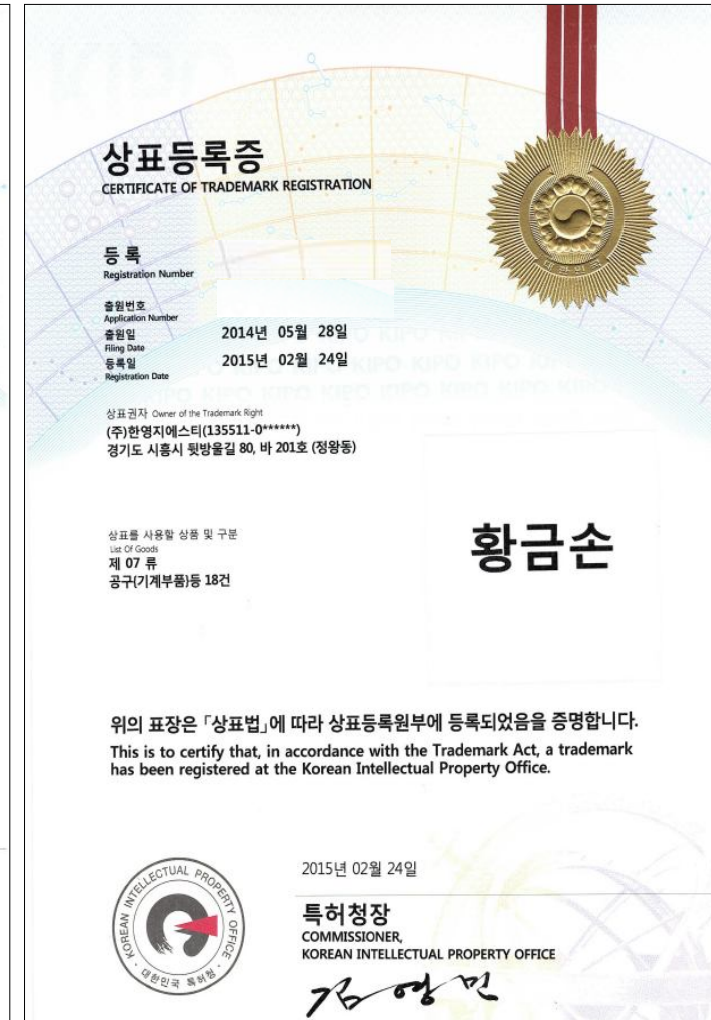 상표등록증
CERTIFICATE OF TRADEMARK REGISTRATION
등 록
Registration Number
출원번호
Application Number
출원일 2014년 05월 28일
Filing Date
등록일 2015년 02월 24일
Registration Date
상표권자 Owner of the Trademark Right
(주)한영지에스티(135511-0******)
경기도 시흥시 뒷방울길 80, 바 201호 (정왕동)
상표를 사용할 상품 및 구분
List Of Goods
제 07 류
공구(기계부품)등 18건
황금손
위의 표장은 「상표법」에 따라 상표등록원부에 등록되었음을 증명합니다.
This is to certify that, in accordance with the Trademark Act, a trademark
has been registered at the Korean Intellectual Property Office.
2015년 02월 24일
특허청장
COMMISSIONER,
KOREAN INTELLECTUAL PROPERTY OFFICE
김영민
KOREAN INTELLECTUAL PROPERTY OFFICE
대한민국 특허청